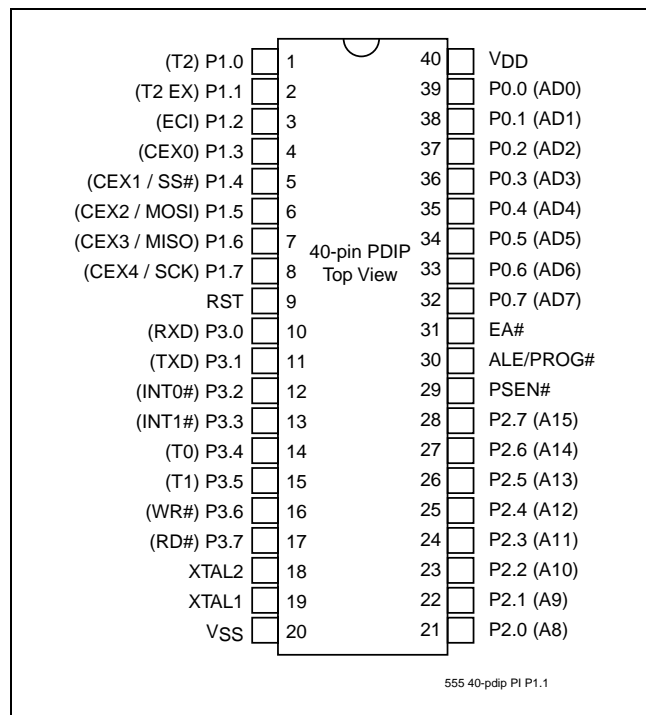 (T2) P1.0 1 40 VDD
(T2 EX) P1.1 2 39 P0.0 (AD0)
(ECI) P1.2 3 38 P0.1 (AD1)
(CEX0) P1.3 4 37 P0.2 (AD2)
(CEX1 / SS#) P1.4 5 36 P0.3 (AD3)
(CEX2 / MOSI) P1.5 6 35 P0.4 (AD4)
(CEX3 / MISO) P1.6 7 34 P0.5 (AD5)
40-pin PDIP
(CEX4 / SCK) P1.7 8 33 P0.6 (AD6)
Top View
RST 9 32 P0.7 (AD7)
(RXD) P3.0 10 31 EA#
(TXD) P3.1 11 30 ALE/PROG#
(INT0#) P3.2 12 29 PSEN#
(INT1#) P3.3 13 28 P2.7 (A15)
(T0) P3.4 14 27 P2.6 (A14)
(T1) P3.5 15 26 P2.5 (A13)
(WR#) P3.6 16 25 P2.4 (A12)
(RD#) P3.7 17 24 P2.3 (A11)
XTAL2 18 23 P2.2 (A10)
XTAL1 19 22 P2.1 (A9)
VSS 20 21 P2.0 (A8)
555 40-pdip PI P1.1